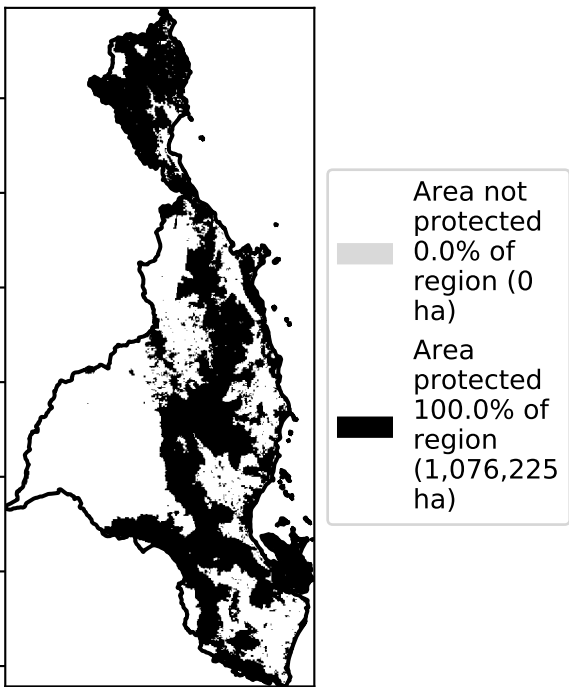 Area not
protected
0.0% of
region (0
ha)
Area
protected
100.0% of
region
(1,076,225
ha)